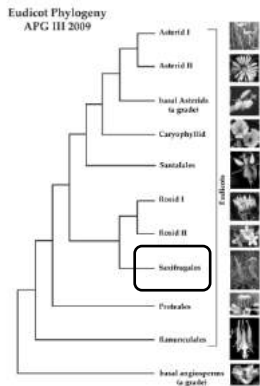 Eudicot Phylogeny
APG III 2009
Asterid I
Asterid II
basal Asterids
(a grade)
Caryophyllid
Santalales
Rosid I
Rosid II
Saxifragales
Proteales
Ranunculales
basal angiosperms
(a grade)
Eudicots